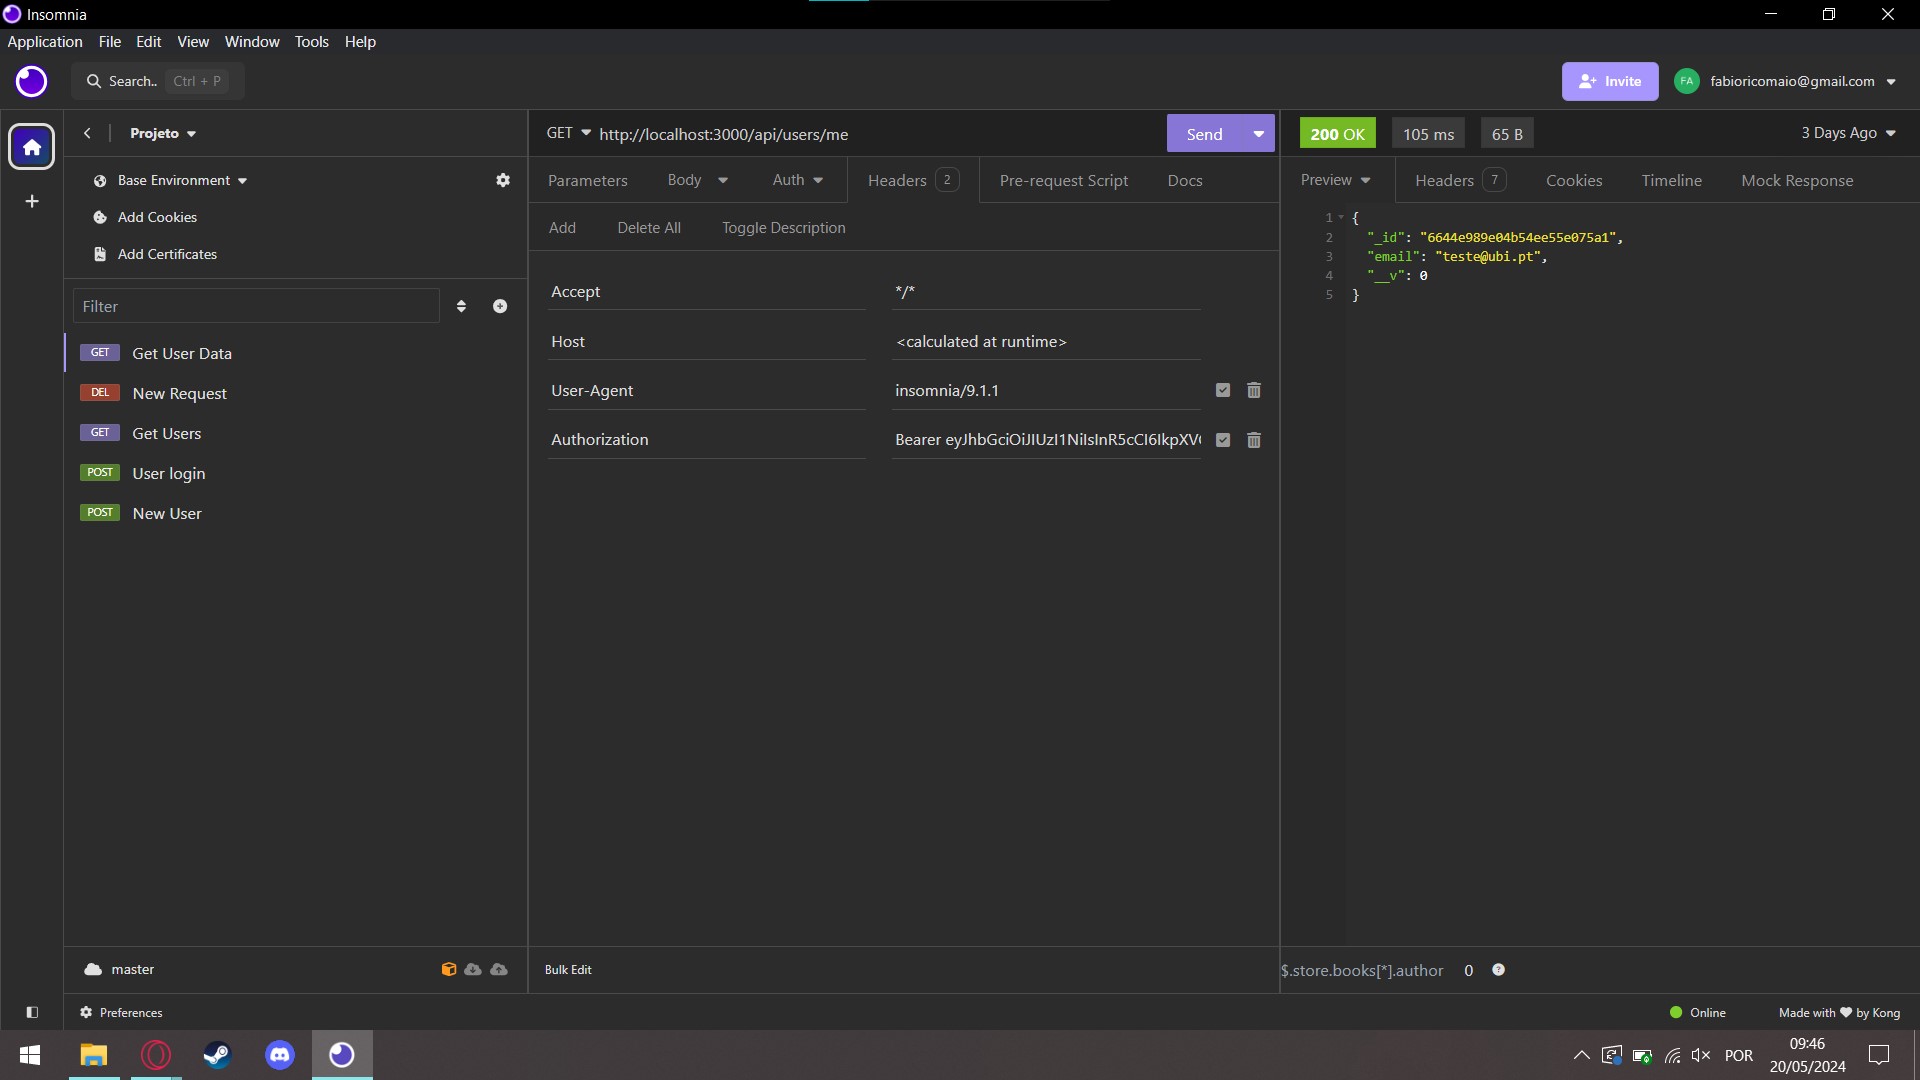 Insomnia
Application File Edit View Window Tools Help
Search.. Ctrl + P
Invite
FA
fabioricomaio@gmail.com
Projeto
Base Environment
Add Cookies
Add Certificates
Filter
GET Get User Data
DEL New Request
GET Get Users
POST User login
POST New User
master
Preferences
GET http://localhost:3000/api/users/me
Send
Parameters Body Auth Headers 2 Pre-request Script Docs
Add Delete All Toggle Description
Accept */*
Host <calculated at runtime>
User-Agent insomnia/9.1.1
Authorization Bearer eyJhbGciOiJIUzI1NiIsInR5cCI6IkpXV
Bulk Edit
200 OK 105 ms 65 B 3 Days Ago
Preview Headers 7 Cookies Timeline Mock Response
1 {
2 "_id": "6644e989e04b54ee55e075a1",
3 "email": "teste@ubi.pt",
4 "__v": 0
5 }
$.store.books[*].author 0 ?
Online
Made with ❤ by Kong
POR
09:46
20/05/2024